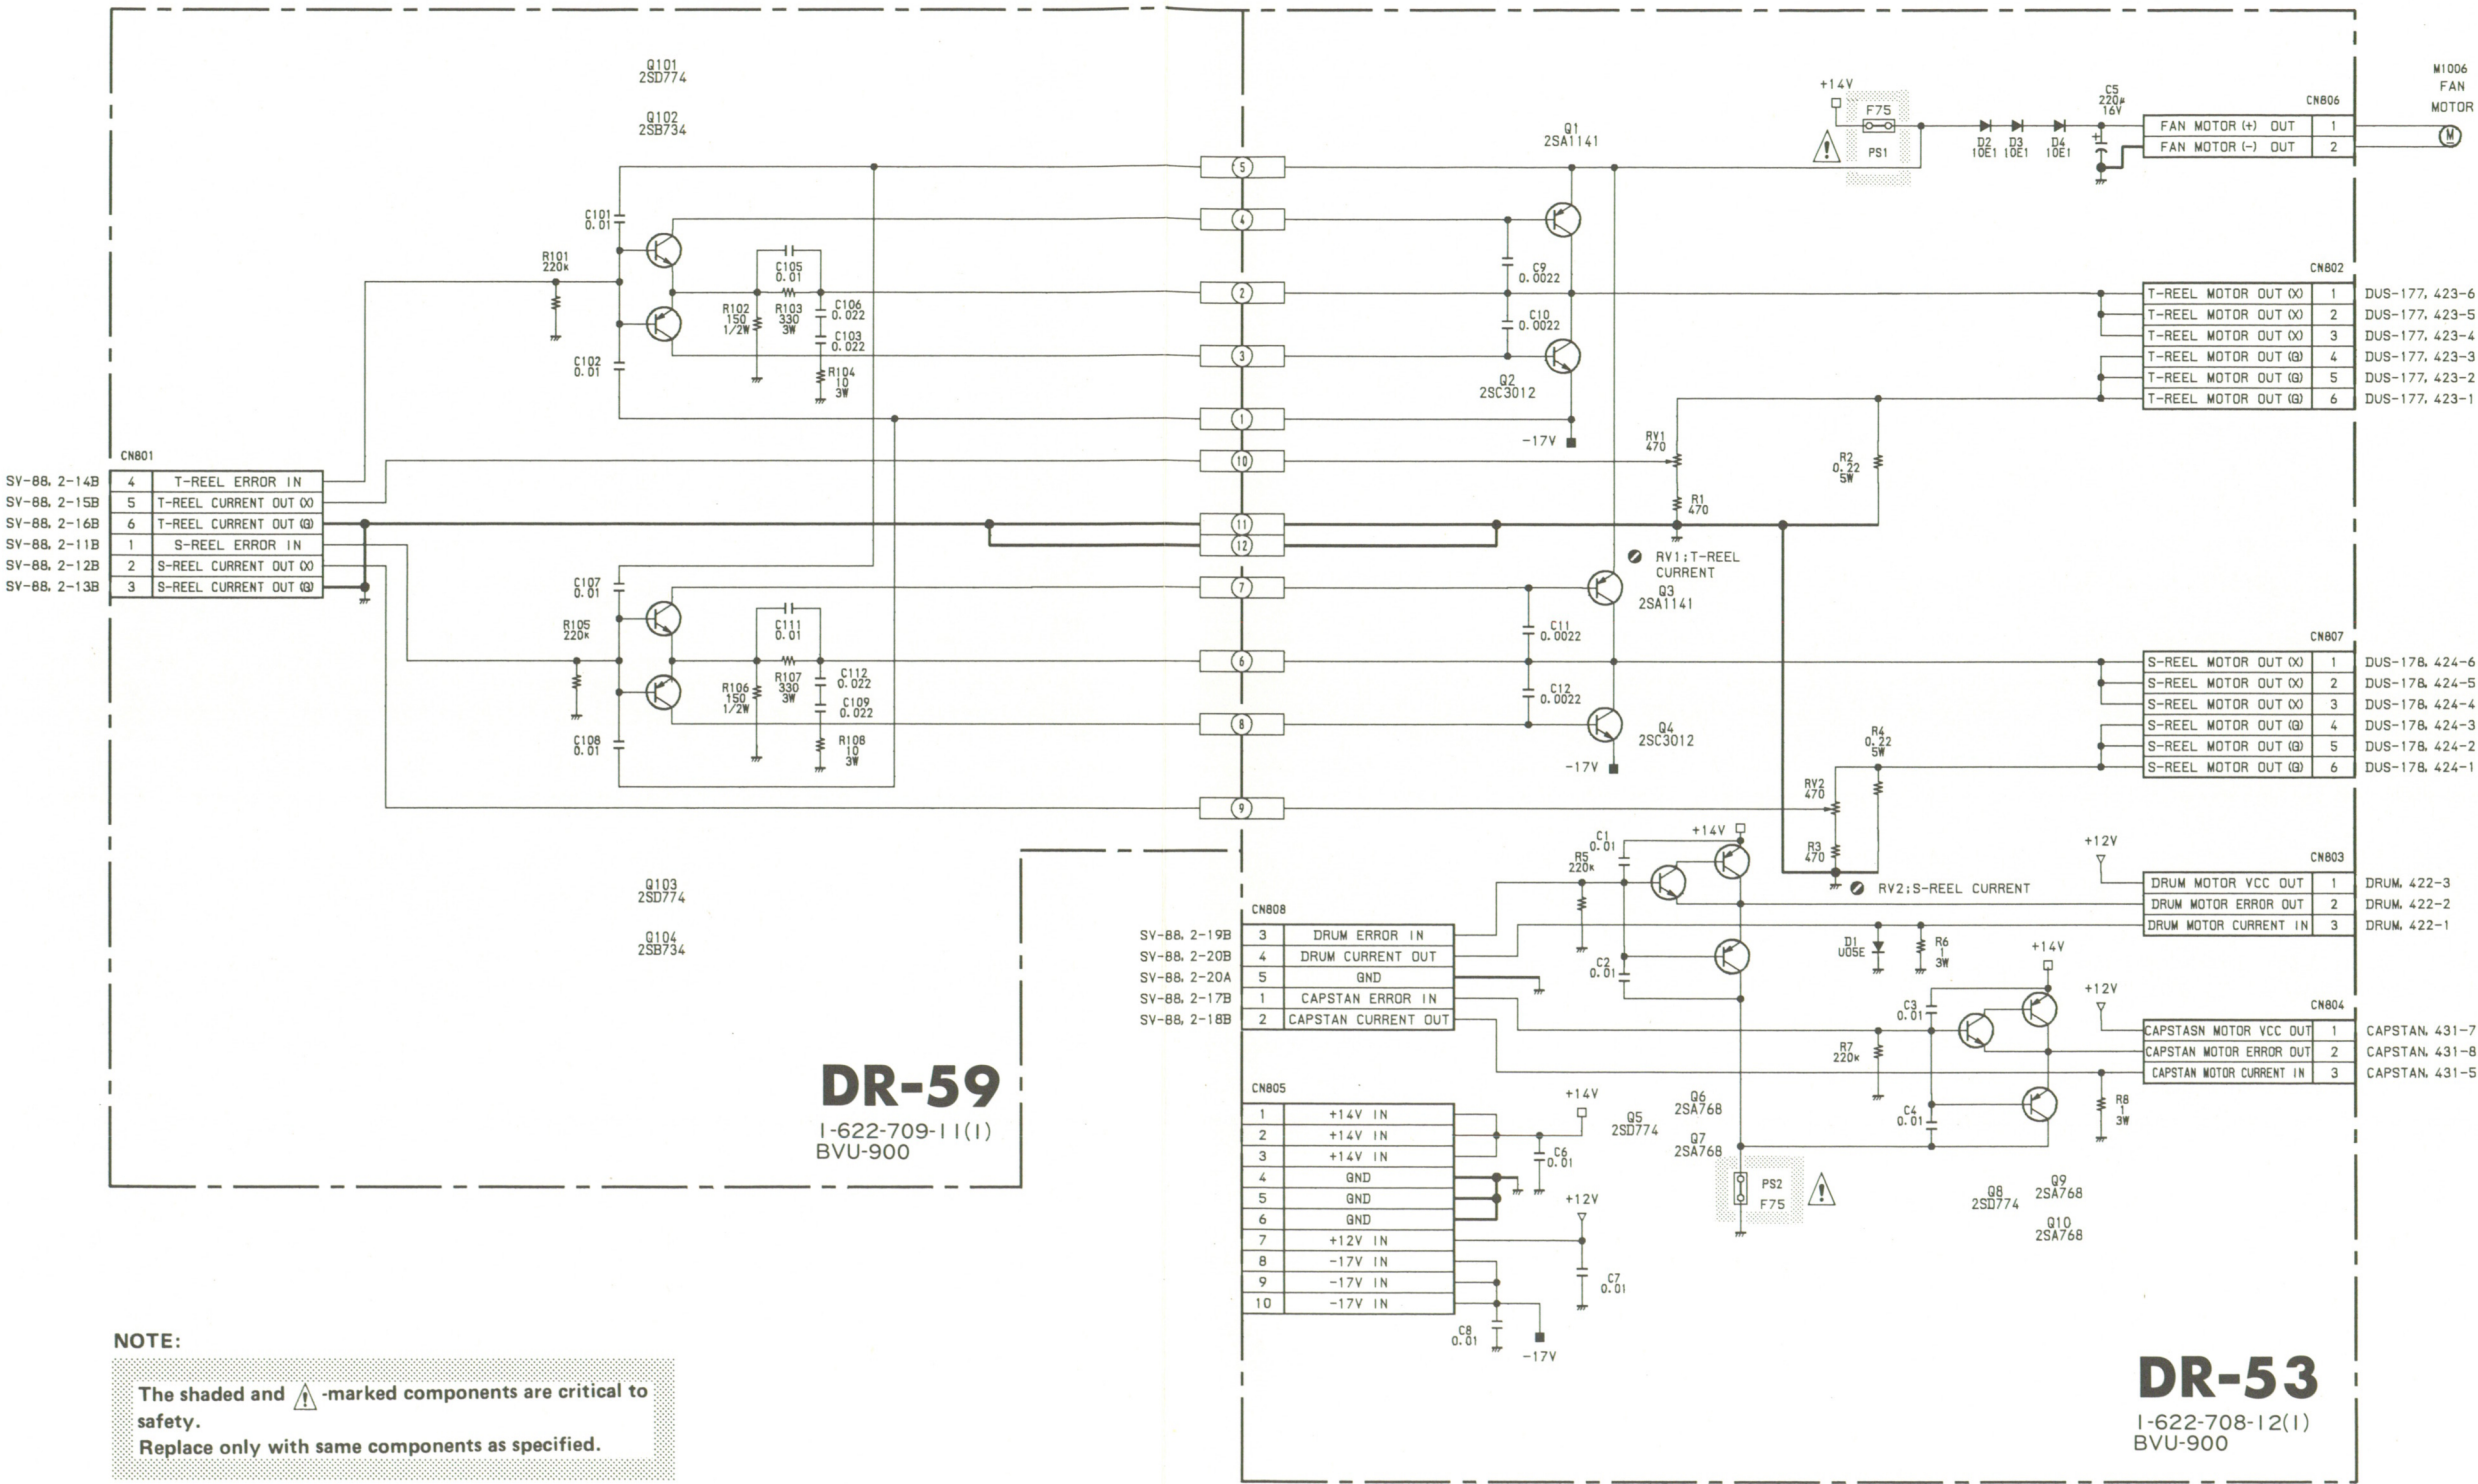 Q101
2SD774
Q102
2SB734
C101
0.01
R101
220K
C105
0.01
R102
150
1/2W
R103
330
3W
C106
0.022
C103
0.022
C102
0.01
R104
10
3W
CN801
SV-88, 2-14B 4 T-REEL ERROR IN
SV-88, 2-15B 5 T-REEL CURRENT OUT (X)
SV-88, 2-16B 6 T-REEL CURRENT OUT (G)
SV-88, 2-11B 1 S-REEL ERROR IN
SV-88, 2-12B 2 S-REEL CURRENT OUT (X)
SV-88, 2-13B 3 S-REEL CURRENT OUT (G)
C107
0.01
R105
220K
C111
0.01
R106
150
1/2W
R107
330
3W
C112
0.022
C109
0.022
C108
0.01
R108
10
3W
Q103
2SD774
Q104
2SB734
DR-59
1-622-709-11(1)
BVU-900
5
4
2
3
1
10
11
12
7
6
8
9
Q1
2SA1141
+14V
F75
PS1
D2
10E1
D3
10E1
D4
10E1
C5
220μ
16V
+
CN806
FAN MOTOR (+) OUT 1
FAN MOTOR (-) OUT 2
M1006
FAN
MOTOR
M
C9
0.0022
C10
0.0022
Q2
2SC3012
-17V
CN802
T-REEL MOTOR OUT (X) 1 DUS-177, 423-6
T-REEL MOTOR OUT (X) 2 DUS-177, 423-5
T-REEL MOTOR OUT (X) 3 DUS-177, 423-4
T-REEL MOTOR OUT (G) 4 DUS-177, 423-3
T-REEL MOTOR OUT (G) 5 DUS-177, 423-2
T-REEL MOTOR OUT (G) 6 DUS-177, 423-1
RV1
470
R2
0.22
5W
R1
470
RV1;T-REEL
CURRENT
Q3
2SA1141
C11
0.0022
C12
0.0022
Q4
2SC3012
-17V
CN807
S-REEL MOTOR OUT (X) 1 DUS-178, 424-6
S-REEL MOTOR OUT (X) 2 DUS-178, 424-5
S-REEL MOTOR OUT (X) 3 DUS-178, 424-4
S-REEL MOTOR OUT (G) 4 DUS-178, 424-3
S-REEL MOTOR OUT (G) 5 DUS-178, 424-2
S-REEL MOTOR OUT (G) 6 DUS-178, 424-1
R4
0.22
5W
RV2
470
R3
470
RV2;S-REEL CURRENT
C1
0.01
+14V
R5
220K
C2
0.01
+12V
CN803
DRUM MOTOR VCC OUT 1 DRUM, 422-3
DRUM MOTOR ERROR OUT 2 DRUM, 422-2
DRUM MOTOR CURRENT IN 3 DRUM, 422-1
CN808
SV-88, 2-19B 3 DRUM ERROR IN
SV-88, 2-20B 4 DRUM CURRENT OUT
SV-88, 2-20A 5 GND
SV-88, 2-17B 1 CAPSTAN ERROR IN
SV-88, 2-18B 2 CAPSTAN CURRENT OUT
D1
U05E
R6
1
3W
+14V
C3
0.01
R7
220K
C4
0.01
+12V
CN804
CAPSTASN MOTOR VCC OUT 1 CAPSTAN, 431-7
CAPSTAN MOTOR ERROR OUT 2 CAPSTAN, 431-8
CAPSTAN MOTOR CURRENT IN 3 CAPSTAN, 431-5
R8
1
3W
CN805
1 +14V IN
2 +14V IN
3 +14V IN
4 GND
5 GND
6 GND
7 +12V IN
8 -17V IN
9 -17V IN
10 -17V IN
+14V
C6
0.01
+12V
C7
0.01
C8
0.01
-17V
Q5
2SD774
Q6
2SA768
Q7
2SA768
PS2
F75
Q8
2SD774
Q9
2SA768
Q10
2SA768
DR-53
1-622-708-12(1)
BVU-900
NOTE:
The shaded and ⚠ -marked components are critical to
safety.
Replace only with same components as specified.